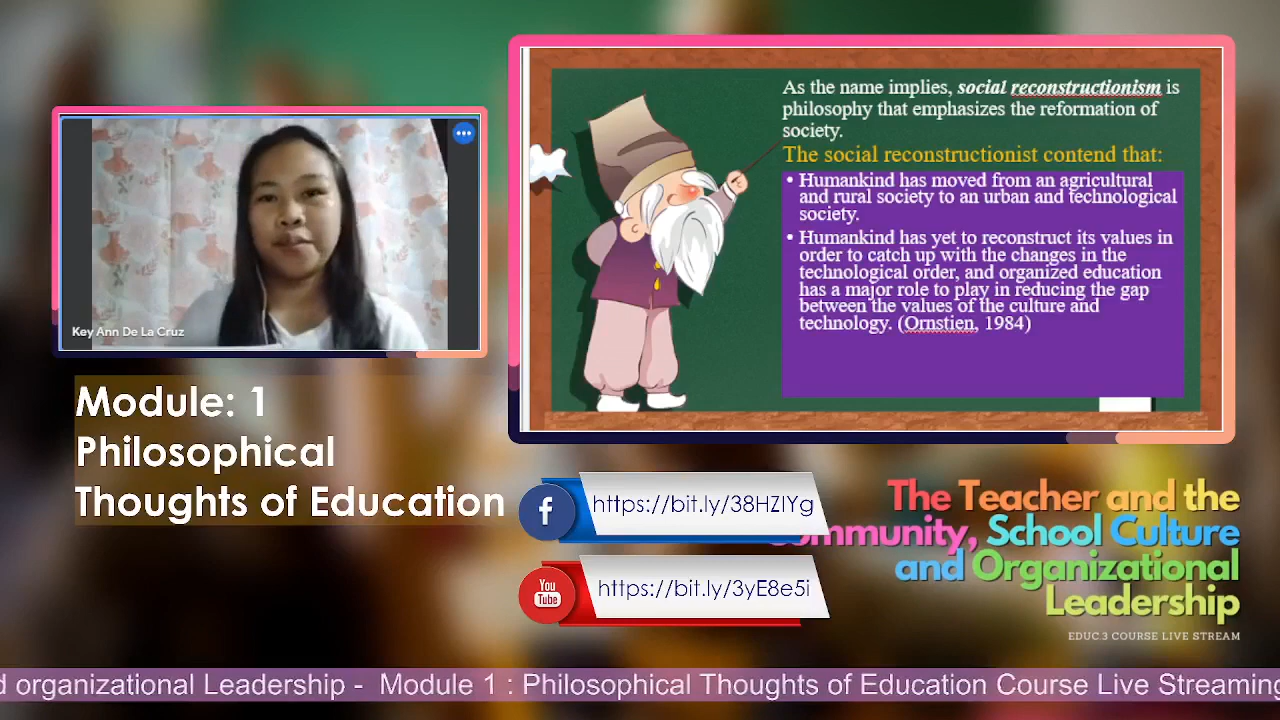 As the name implies, social reconstructionism is
philosophy that emphasizes the reformation of
society.
The social reconstructionist contend that:
• Humankind has moved from an agricultural
and rural society to an urban and technological
society.
• Humankind has yet to reconstruct its values in
order to catch up with the changes in the
technological order, and organized education
has a major role to play in reducing the gap
between the values of the culture and
technology. (Ornstien, 1984)
Key Ann De La Cruz
Module: 1
Philosophical
Thoughts of Education
f
https://bit.ly/38HZIYg
You
Tube
https://bit.ly/3yE8e5i
The Teacher and the
Community, School Culture
and Organizational
Leadership
EDUC 3 COURSE LIVE STREAM
d organizational Leadership - Module 1 : Philosophical Thoughts of Education Course Live Streaming